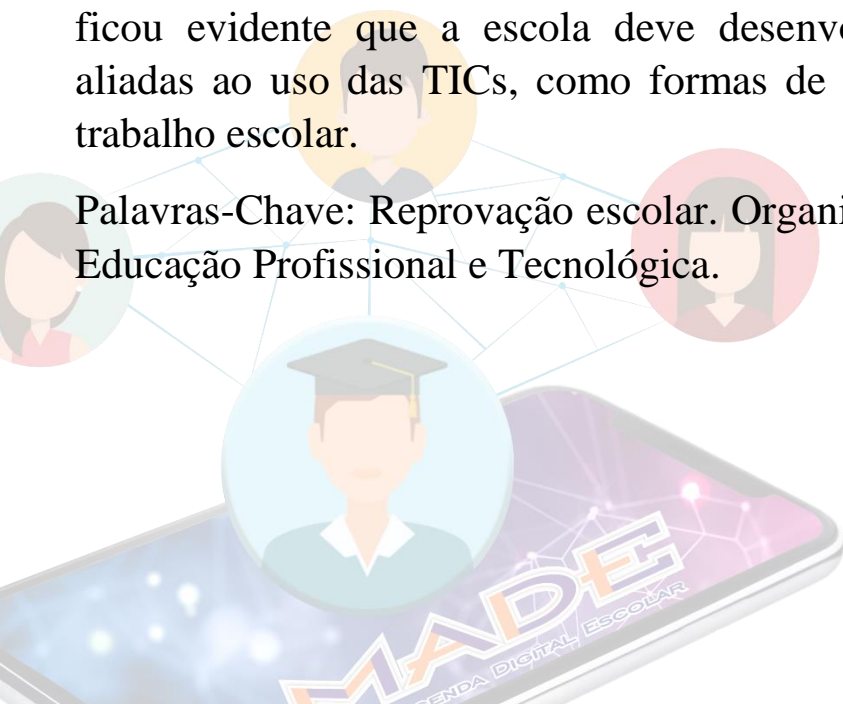 ficou evidente que a escola deve desenvo
aliadas ao uso das TICs, como formas de
trabalho escolar.
Palavras-Chave: Reprovação escolar. Organi
Educação Profissional e Tecnológica.
MADE
GENDA DIGITAL ESCOLAR